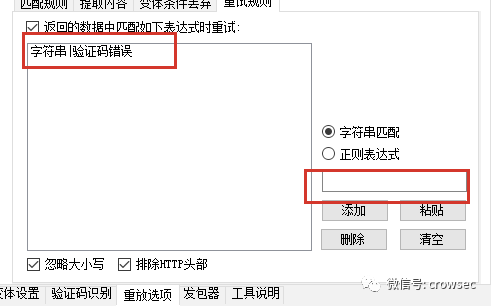 匹配规则 提取内容 变体条件丢弃 重试规则
返回的数据中匹配如下表达式时重试:
字符串|验证码错误
字符串匹配
正则表达式
添加 粘贴
删除 清空
忽略大小写 排除HTTP头部
微信号: crowsec
变体设置 验证码识别 重放选项 发包器 工具说明